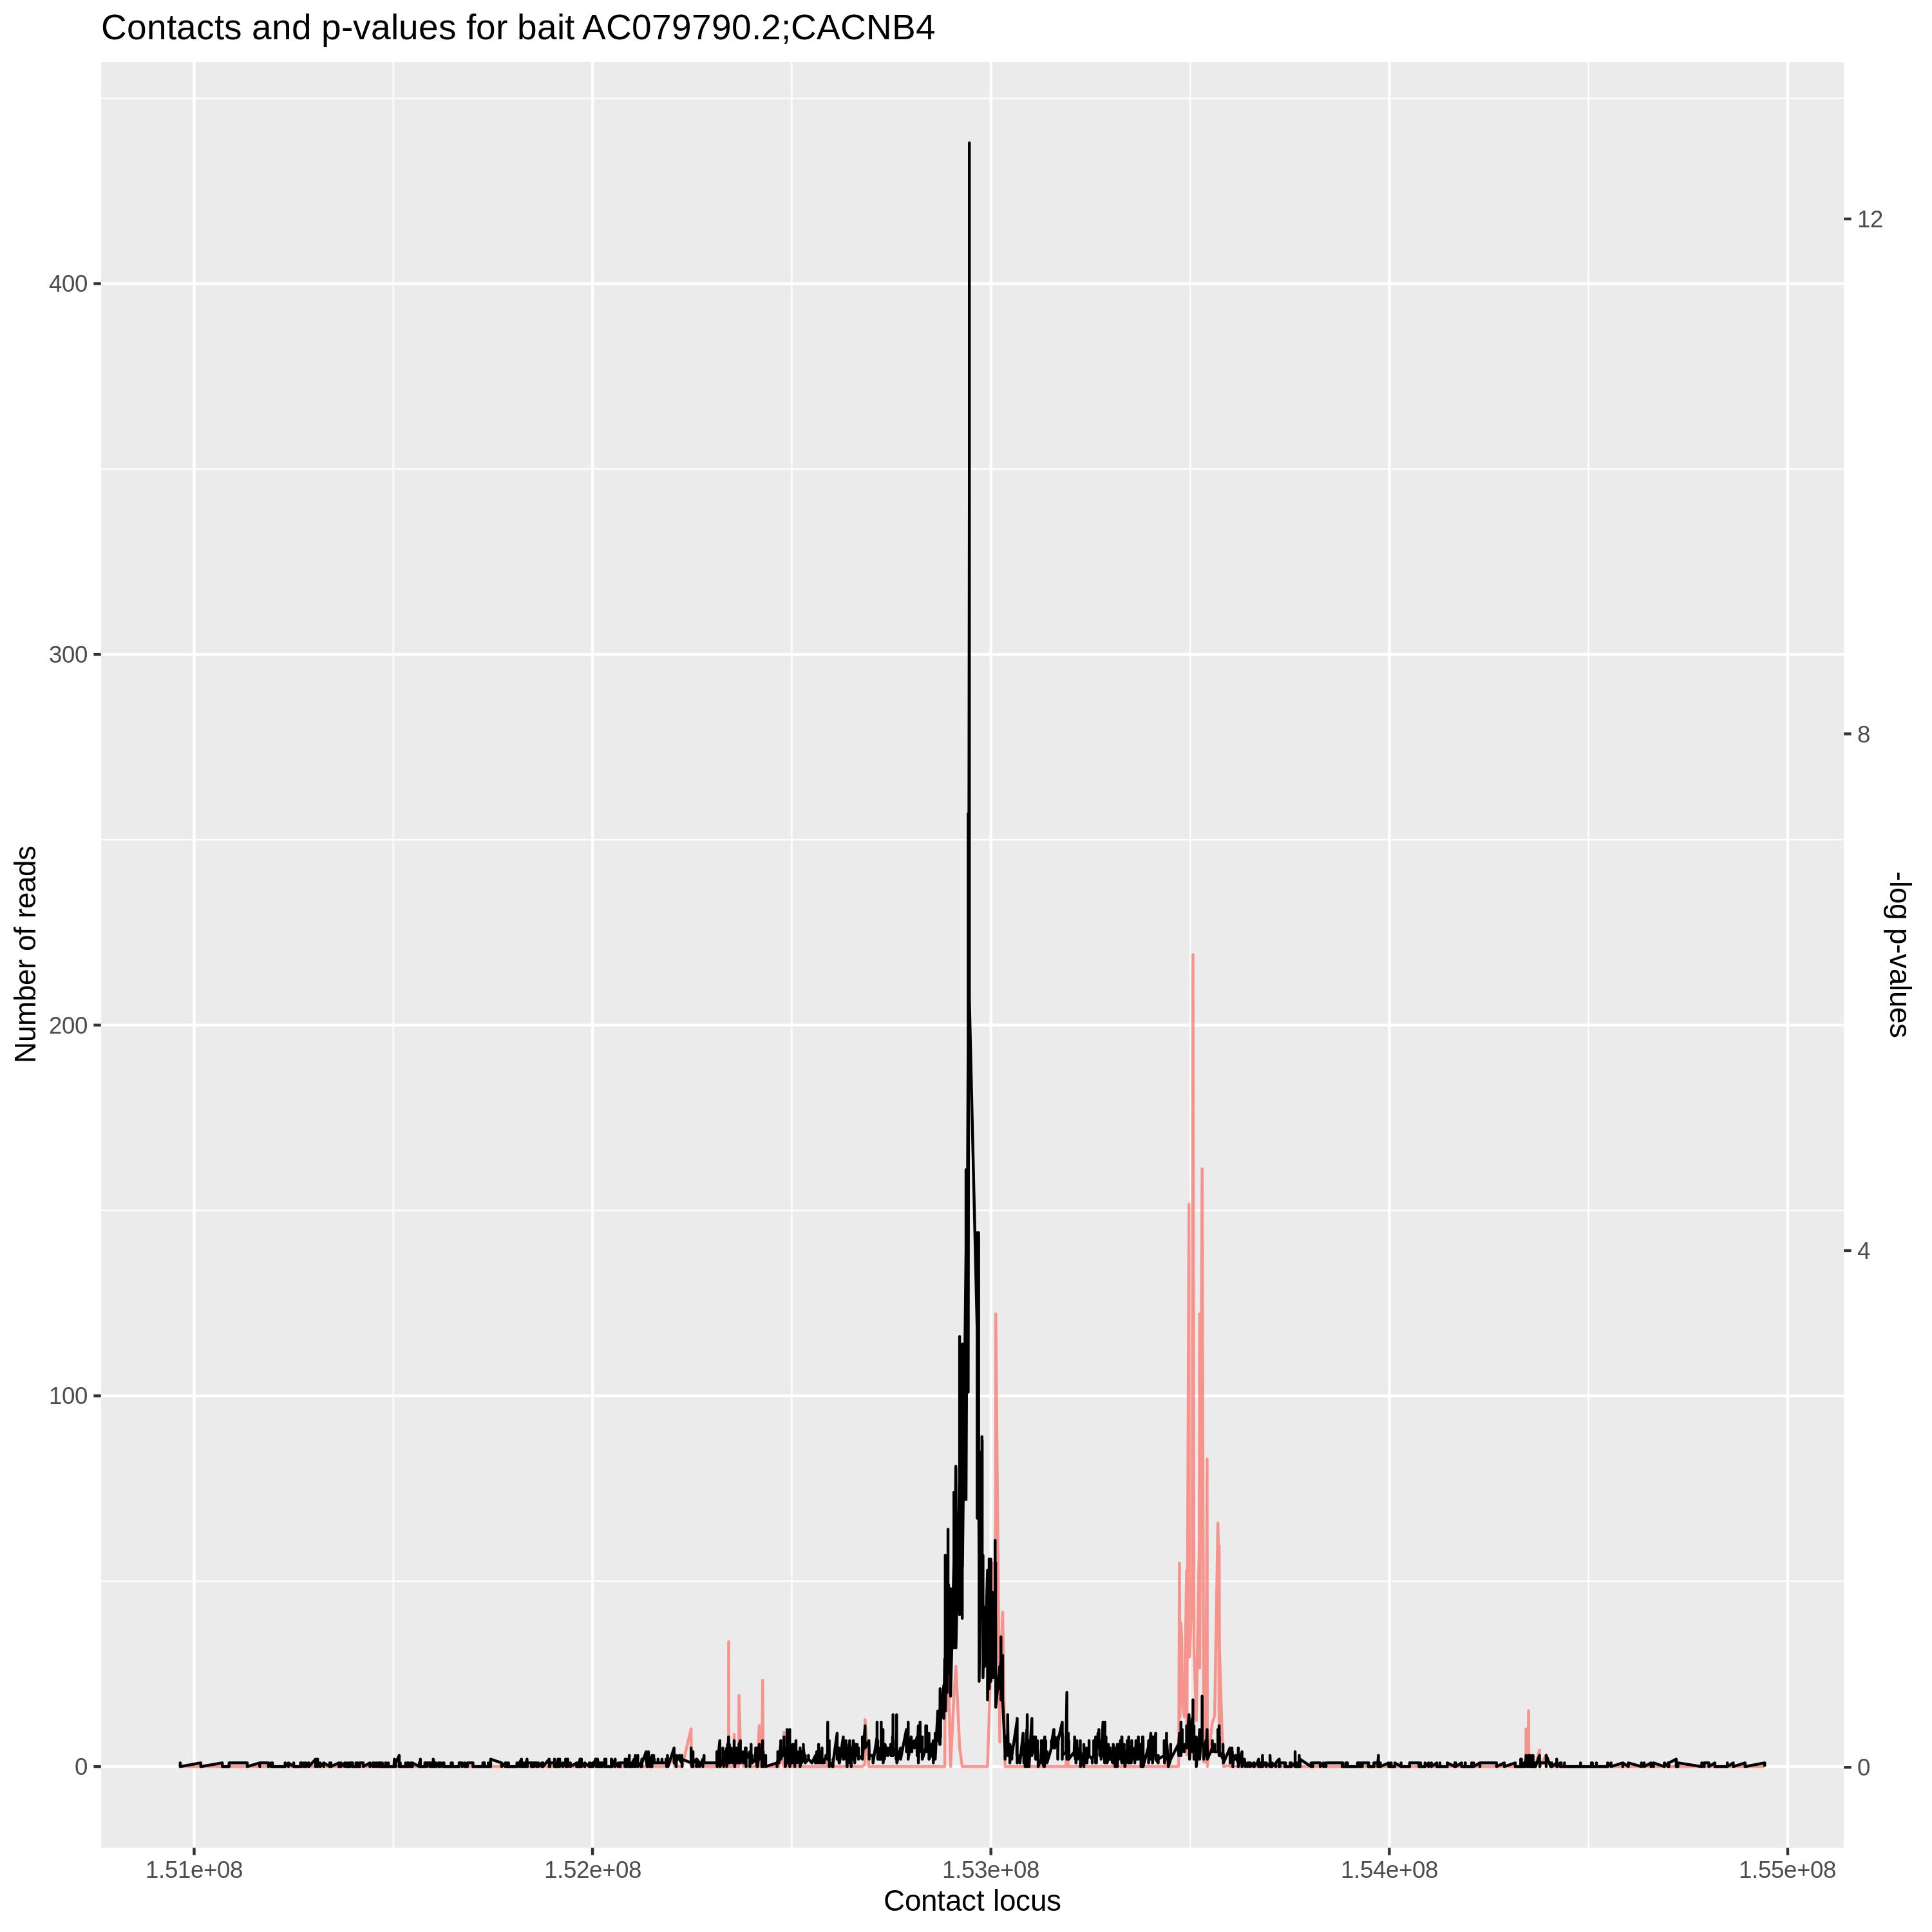 Contacts and p-values for bait AC079790.2;CACNB4
Number of reads
400
300
200
100
0
12
8
4
0
-log p-values
1.51e+08
1.52e+08
1.53e+08
1.54e+08
1.55e+08
Contact locus